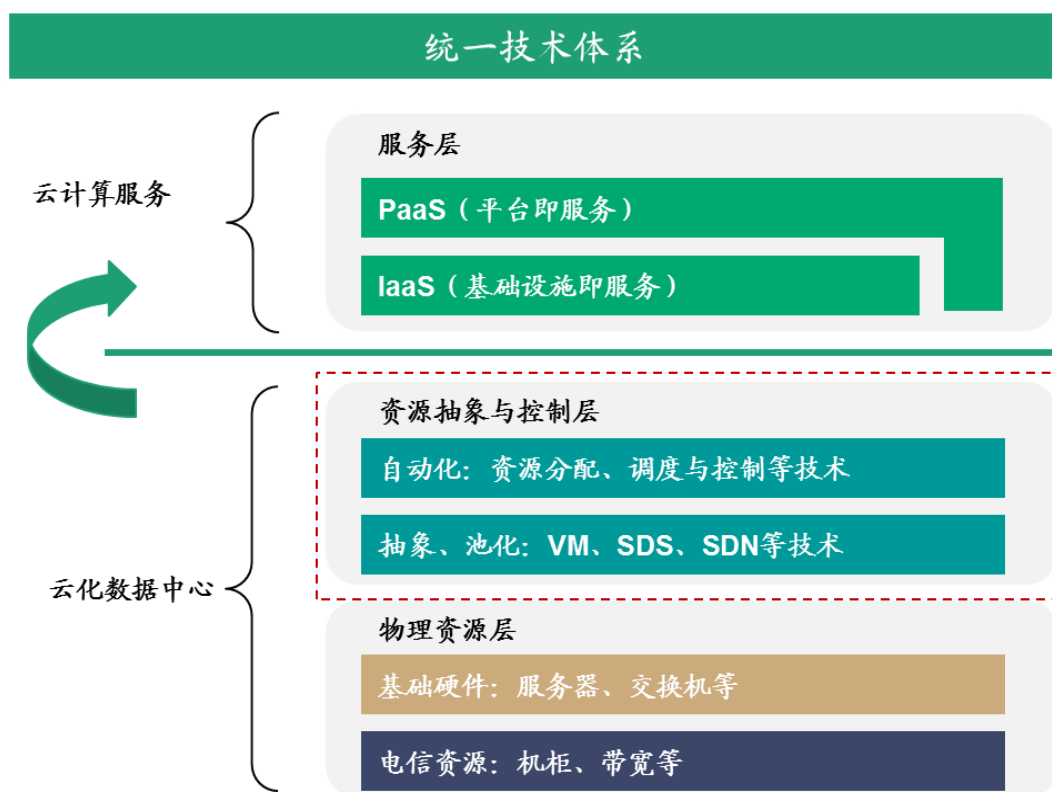 统一技术体系
服务层
云计算服务
PaaS（平台即服务）
IaaS（基础设施即服务）
资源抽象与控制层
自动化：资源分配、调度与控制等技术
抽象、池化：VM、SDS、SDN等技术
云化数据中心
物理资源层
基础硬件：服务器、交换机等
电信资源：机柜、带宽等